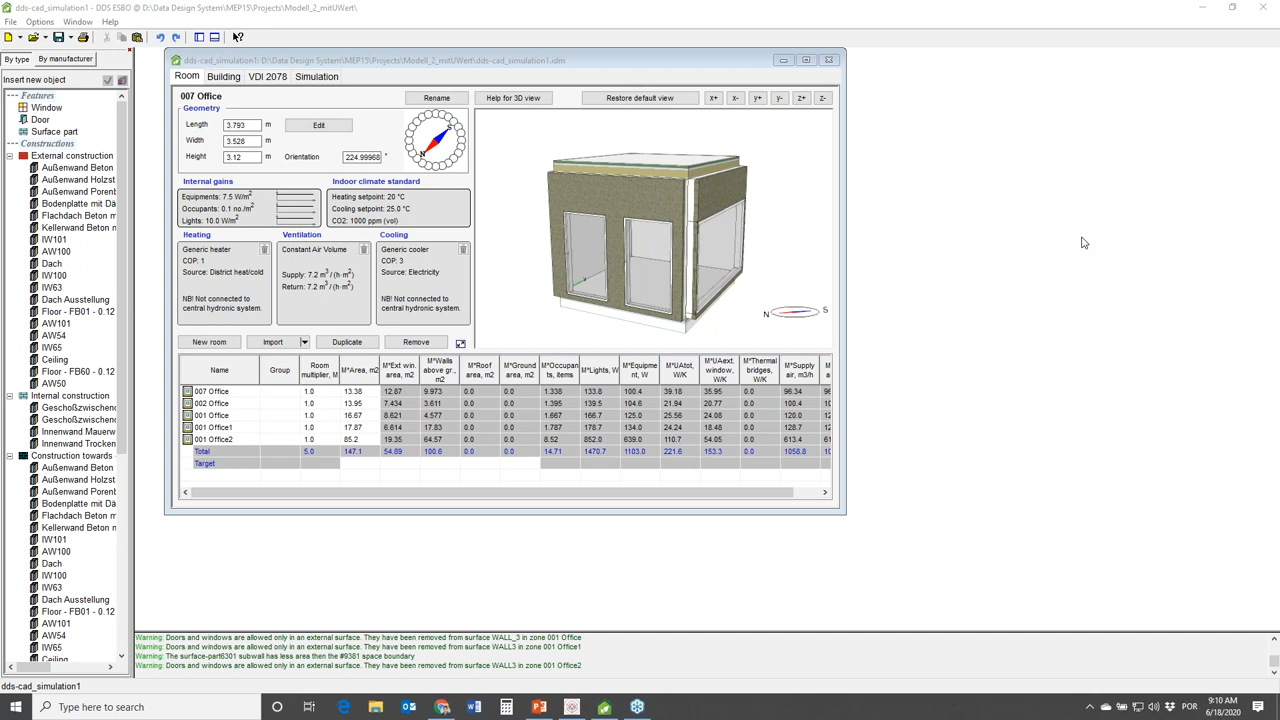 dds-cad_simulation1 - DDS ESBO - [D:\Data Design System\MEP15\Projects\Modell_2_mitUWert\
File Options Window Help
By type By manufacturer
Insert new object
Features
Window
Door
Surface part
Constructions
External construction
Außenwand Beton
Außenwand Holzst
Außenwand Poren
Bodenplatte mit Dä
Flachdach Beton m
Kellerwand Beton m
IW101
AW100
Dach
IW100
IW63
Dach Ausstellung
Floor - FB01 - 0.12
AW101
AW54
IW65
Ceiling
Floor - FB60 - 0.12
AW50
Internal construction
Geschoßzwischend
Geschoßzwischend
Innenwand Mauerw
Innenwand Trocken
Construction towards
Außenwand Beton
Außenwand Holzst
Außenwand Poren
Bodenplatte mit Dä
Flachdach Beton m
Kellerwand Beton m
IW101
AW100
Dach
IW100
IW63
Dach Ausstellung
Floor - FB01 - 0.12
AW101
AW54
IW65
Ceiling
dds-cad_simulation1: D:\Data Design System\MEP15\Projects\Modell_2_mitUWert\dds-cad_simulation1.idm
Room Building VDI 2078 Simulation
007 Office Rename Help for 3D view Restore default view x+ x- y+ y- z+ z-
Geometry
Length 3.793 m Edit
Width 3.528 m
Height 3.12 m Orientation 224.99968 °
N S
Internal gains Indoor climate standard
Equipments: 7.5 W/m2 Heating setpoint: 20 °C
Occupants: 0.1 no./m2 Cooling setpoint: 25.0 °C
Lights: 10.0 W/m2 CO2: 1000 ppm (vol)
Heating Ventilation Cooling
Generic heater Constant Air Volume Generic cooler
COP: 1 COP: 3
Source: District heat/cold Supply: 7.2 m3 / (h·m2) Source: Electricity
Return: 7.2 m3 / (h·m2)
NB! Not connected to central hydronic system. NB! Not connected to central hydronic system.
N S
New room Import Duplicate Remove
Name Group Room multiplier, M M*Area, m2 M*Ext win. area, m2 M*Walls above gr., m2 M*Roof area, m2 M*Ground area, m2 M*Occupants, items M*Lights, W M*Equipment, W M*UAtot, W/K M*UAext. window, W/K M*Thermal bridges, W/K M*Supply air, m3/h
007 Office 1.0 13.38 12.87 9.973 0.0 0.0 1.338 133.8 100.4 39.18 35.95 0.0 96.34 96
002 Office 1.0 13.95 7.434 3.611 0.0 0.0 1.395 139.5 104.6 21.94 20.77 0.0 100.4 10
001 Office 1.0 16.67 8.621 4.577 0.0 0.0 1.667 166.7 125.0 25.56 24.08 0.0 120.0 12
001 Office1 1.0 17.87 6.614 17.83 0.0 0.0 1.787 178.7 134.0 24.24 18.48 0.0 128.7 12
001 Office2 1.0 85.2 19.35 64.57 0.0 0.0 8.52 852.0 639.0 110.7 54.05 0.0 613.4 61
Total 5.0 147.1 54.89 100.6 0.0 0.0 14.71 1470.7 1103.0 221.6 153.3 0.0 1058.8 10
Target
Warning: Doors and windows are allowed only in an external surface. They have been removed from surface WALL_3 in zone 001 Office
Warning: Doors and windows are allowed only in an external surface. They have been removed from surface WALL3 in zone 001 Office1
Warning: The surface-part6301 subwall has less area then the #9381 space boundary
Warning: Doors and windows are allowed only in an external surface. They have been removed from surface WALL3 in zone 001 Office2
dds-cad_simulation1
Type here to search
POR
9:10 AM
6/18/2020